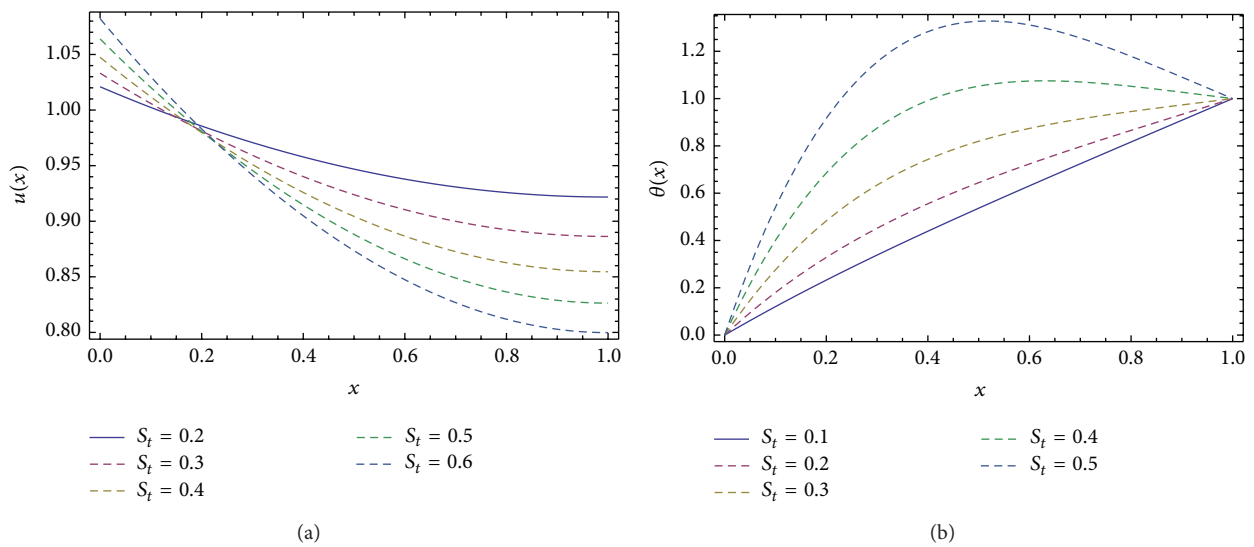 1.05
1.00
0.95
0.90
0.85
0.80
u(x)
0.0 0.2 0.4 0.6 0.8 1.0
x
S_t = 0.2
S_t = 0.3
S_t = 0.4
S_t = 0.5
S_t = 0.6
(a)
1.2
1.0
0.8
0.6
0.4
0.2
0.0
θ(x)
0.0 0.2 0.4 0.6 0.8 1.0
x
S_t = 0.1
S_t = 0.2
S_t = 0.3
S_t = 0.4
S_t = 0.5
(b)